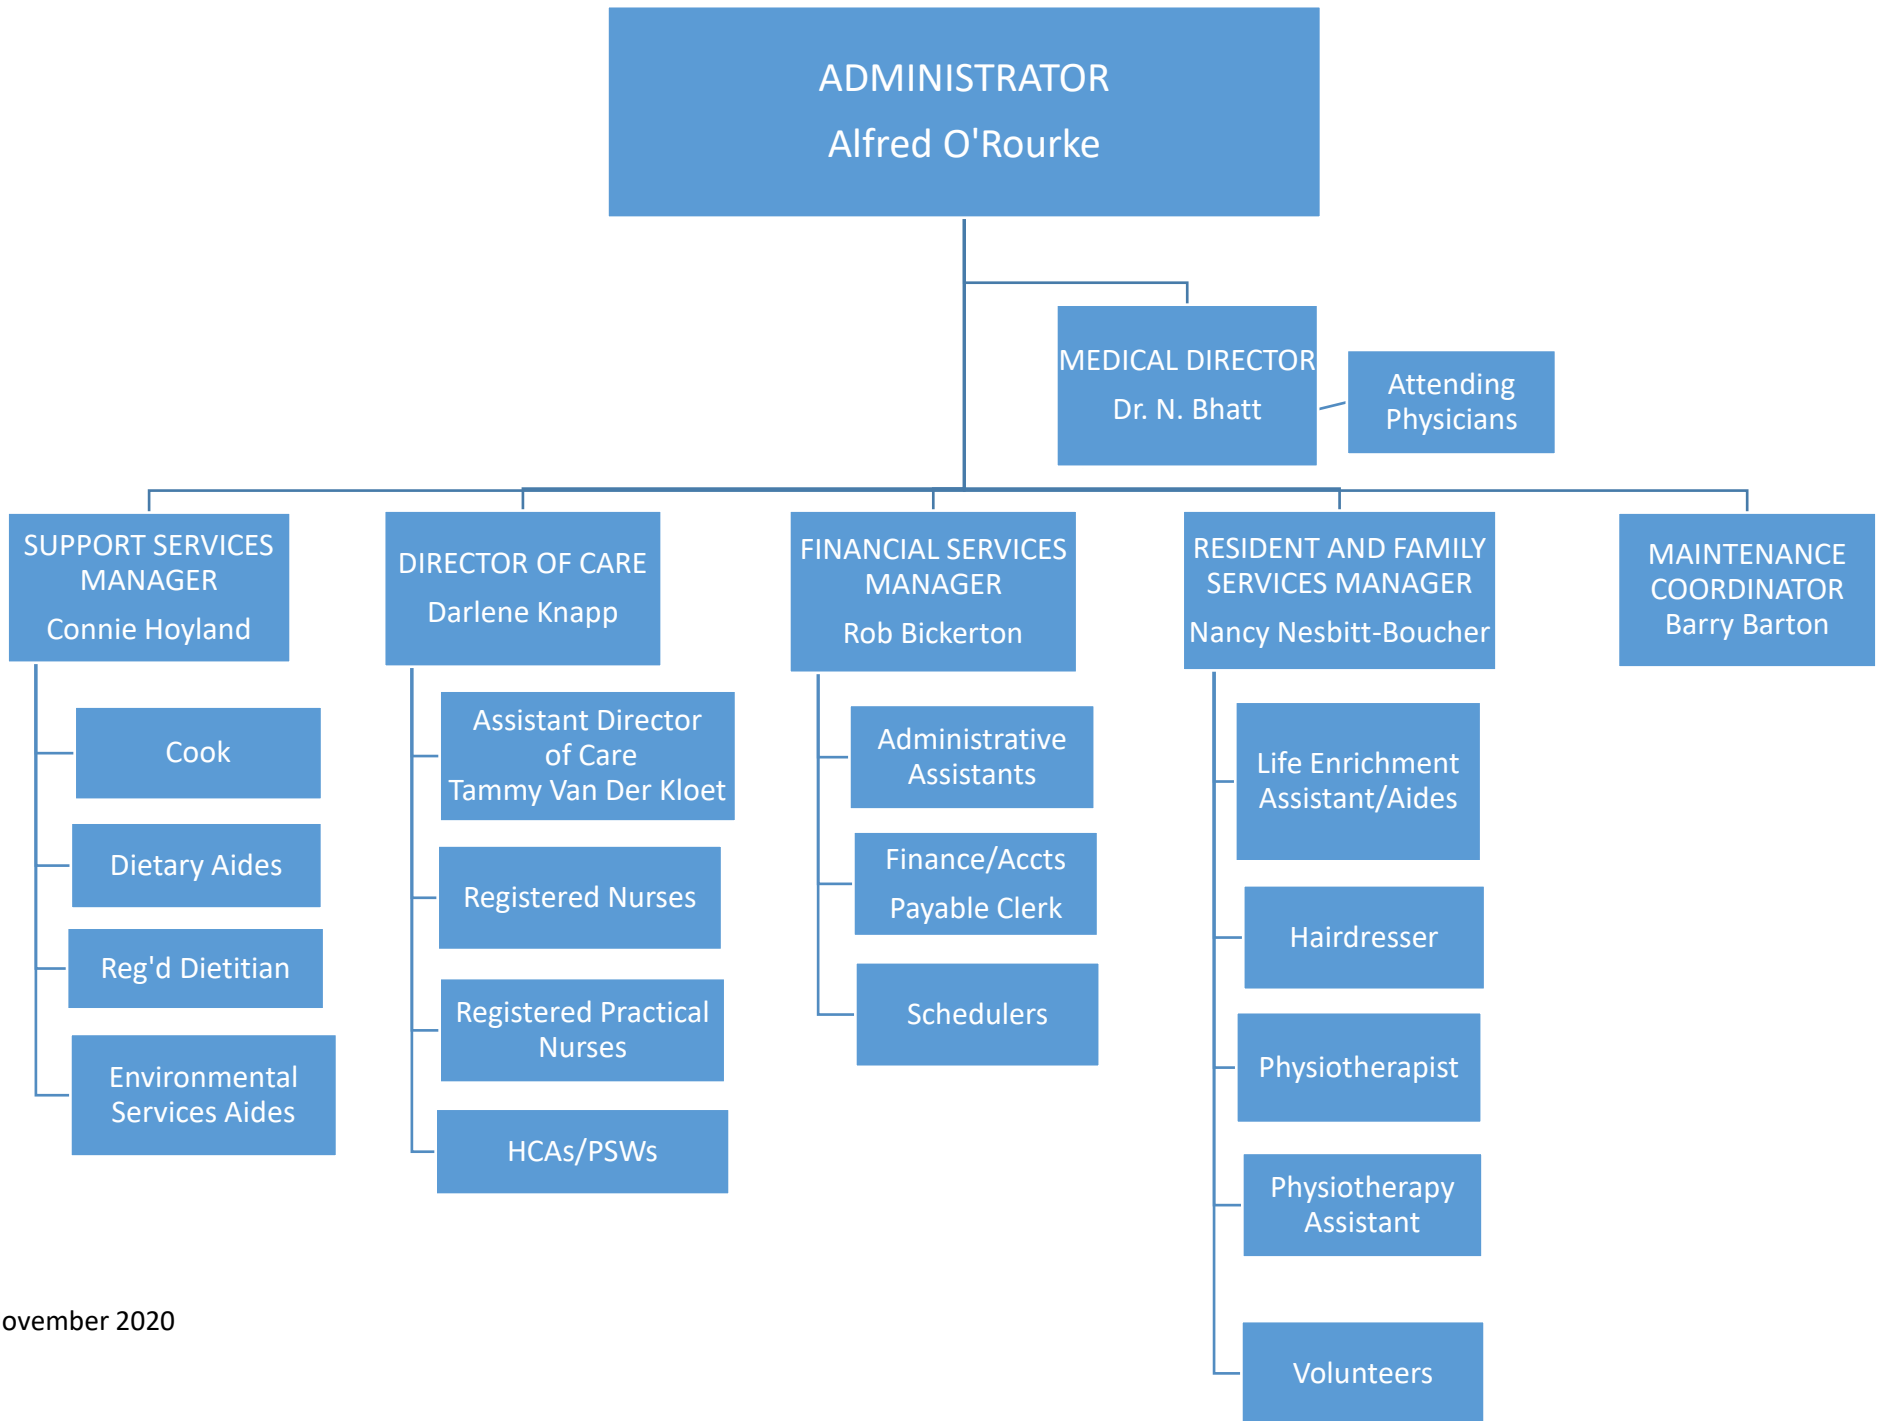 ADMINISTRATOR
Alfred O'Rourke
MEDICAL DIRECTOR
Dr. N. Bhatt
Attending
Physicians
SUPPORT SERVICES
MANAGER
Connie Hoyland
Cook
Dietary Aides
Reg'd Dietitian
Environmental
Services Aides
DIRECTOR OF CARE
Darlene Knapp
Assistant Director
of Care
Tammy Van Der Kloet
Registered Nurses
Registered Practical
Nurses
HCAs/PSWs
FINANCIAL SERVICES
MANAGER
Rob Bickerton
Administrative
Assistants
Finance/Accts
Payable Clerk
Schedulers
RESIDENT AND FAMILY
SERVICES MANAGER
Nancy Nesbitt-Boucher
Life Enrichment
Assistant/Aides
Hairdresser
Physiotherapist
Physiotherapy
Assistant
Volunteers
MAINTENANCE
COORDINATOR
Barry Barton
ovember 2020